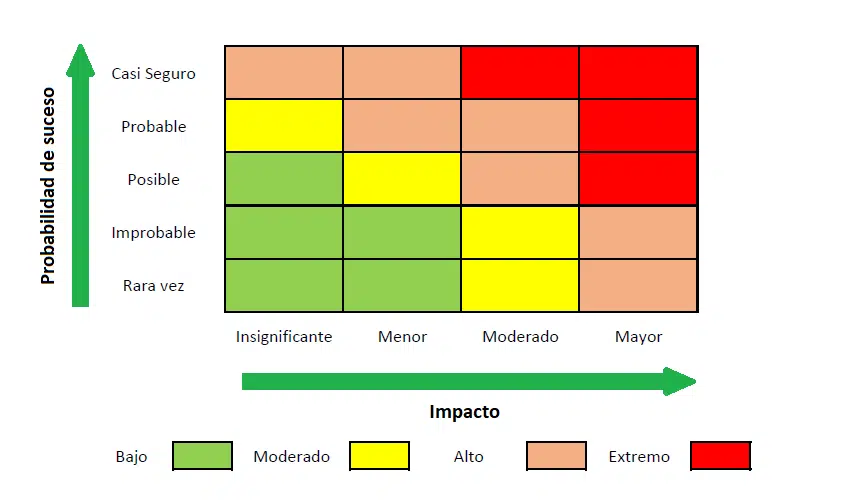 Probabilidad de suceso
Casi Seguro
Probable
Posible
Improbable
Rara vez
Insignificante Menor Moderado Mayor
Impacto
Bajo Moderado Alto Extremo